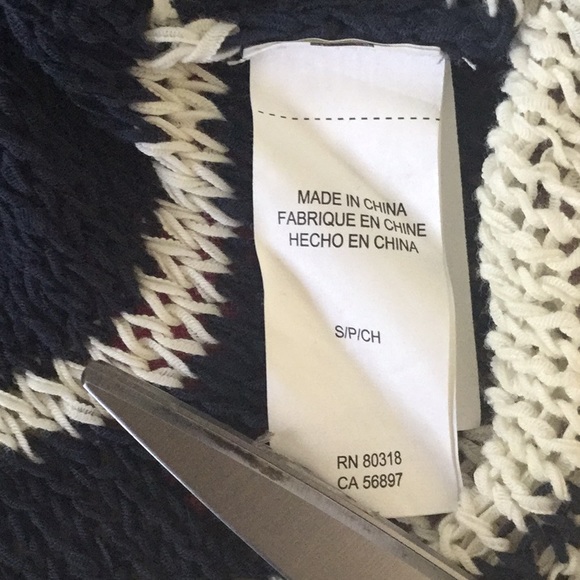 MADE IN CHINA
FABRIQUE EN CHINE
HECHO EN CHINA
S/P/CH
RN 80318
CA 56897